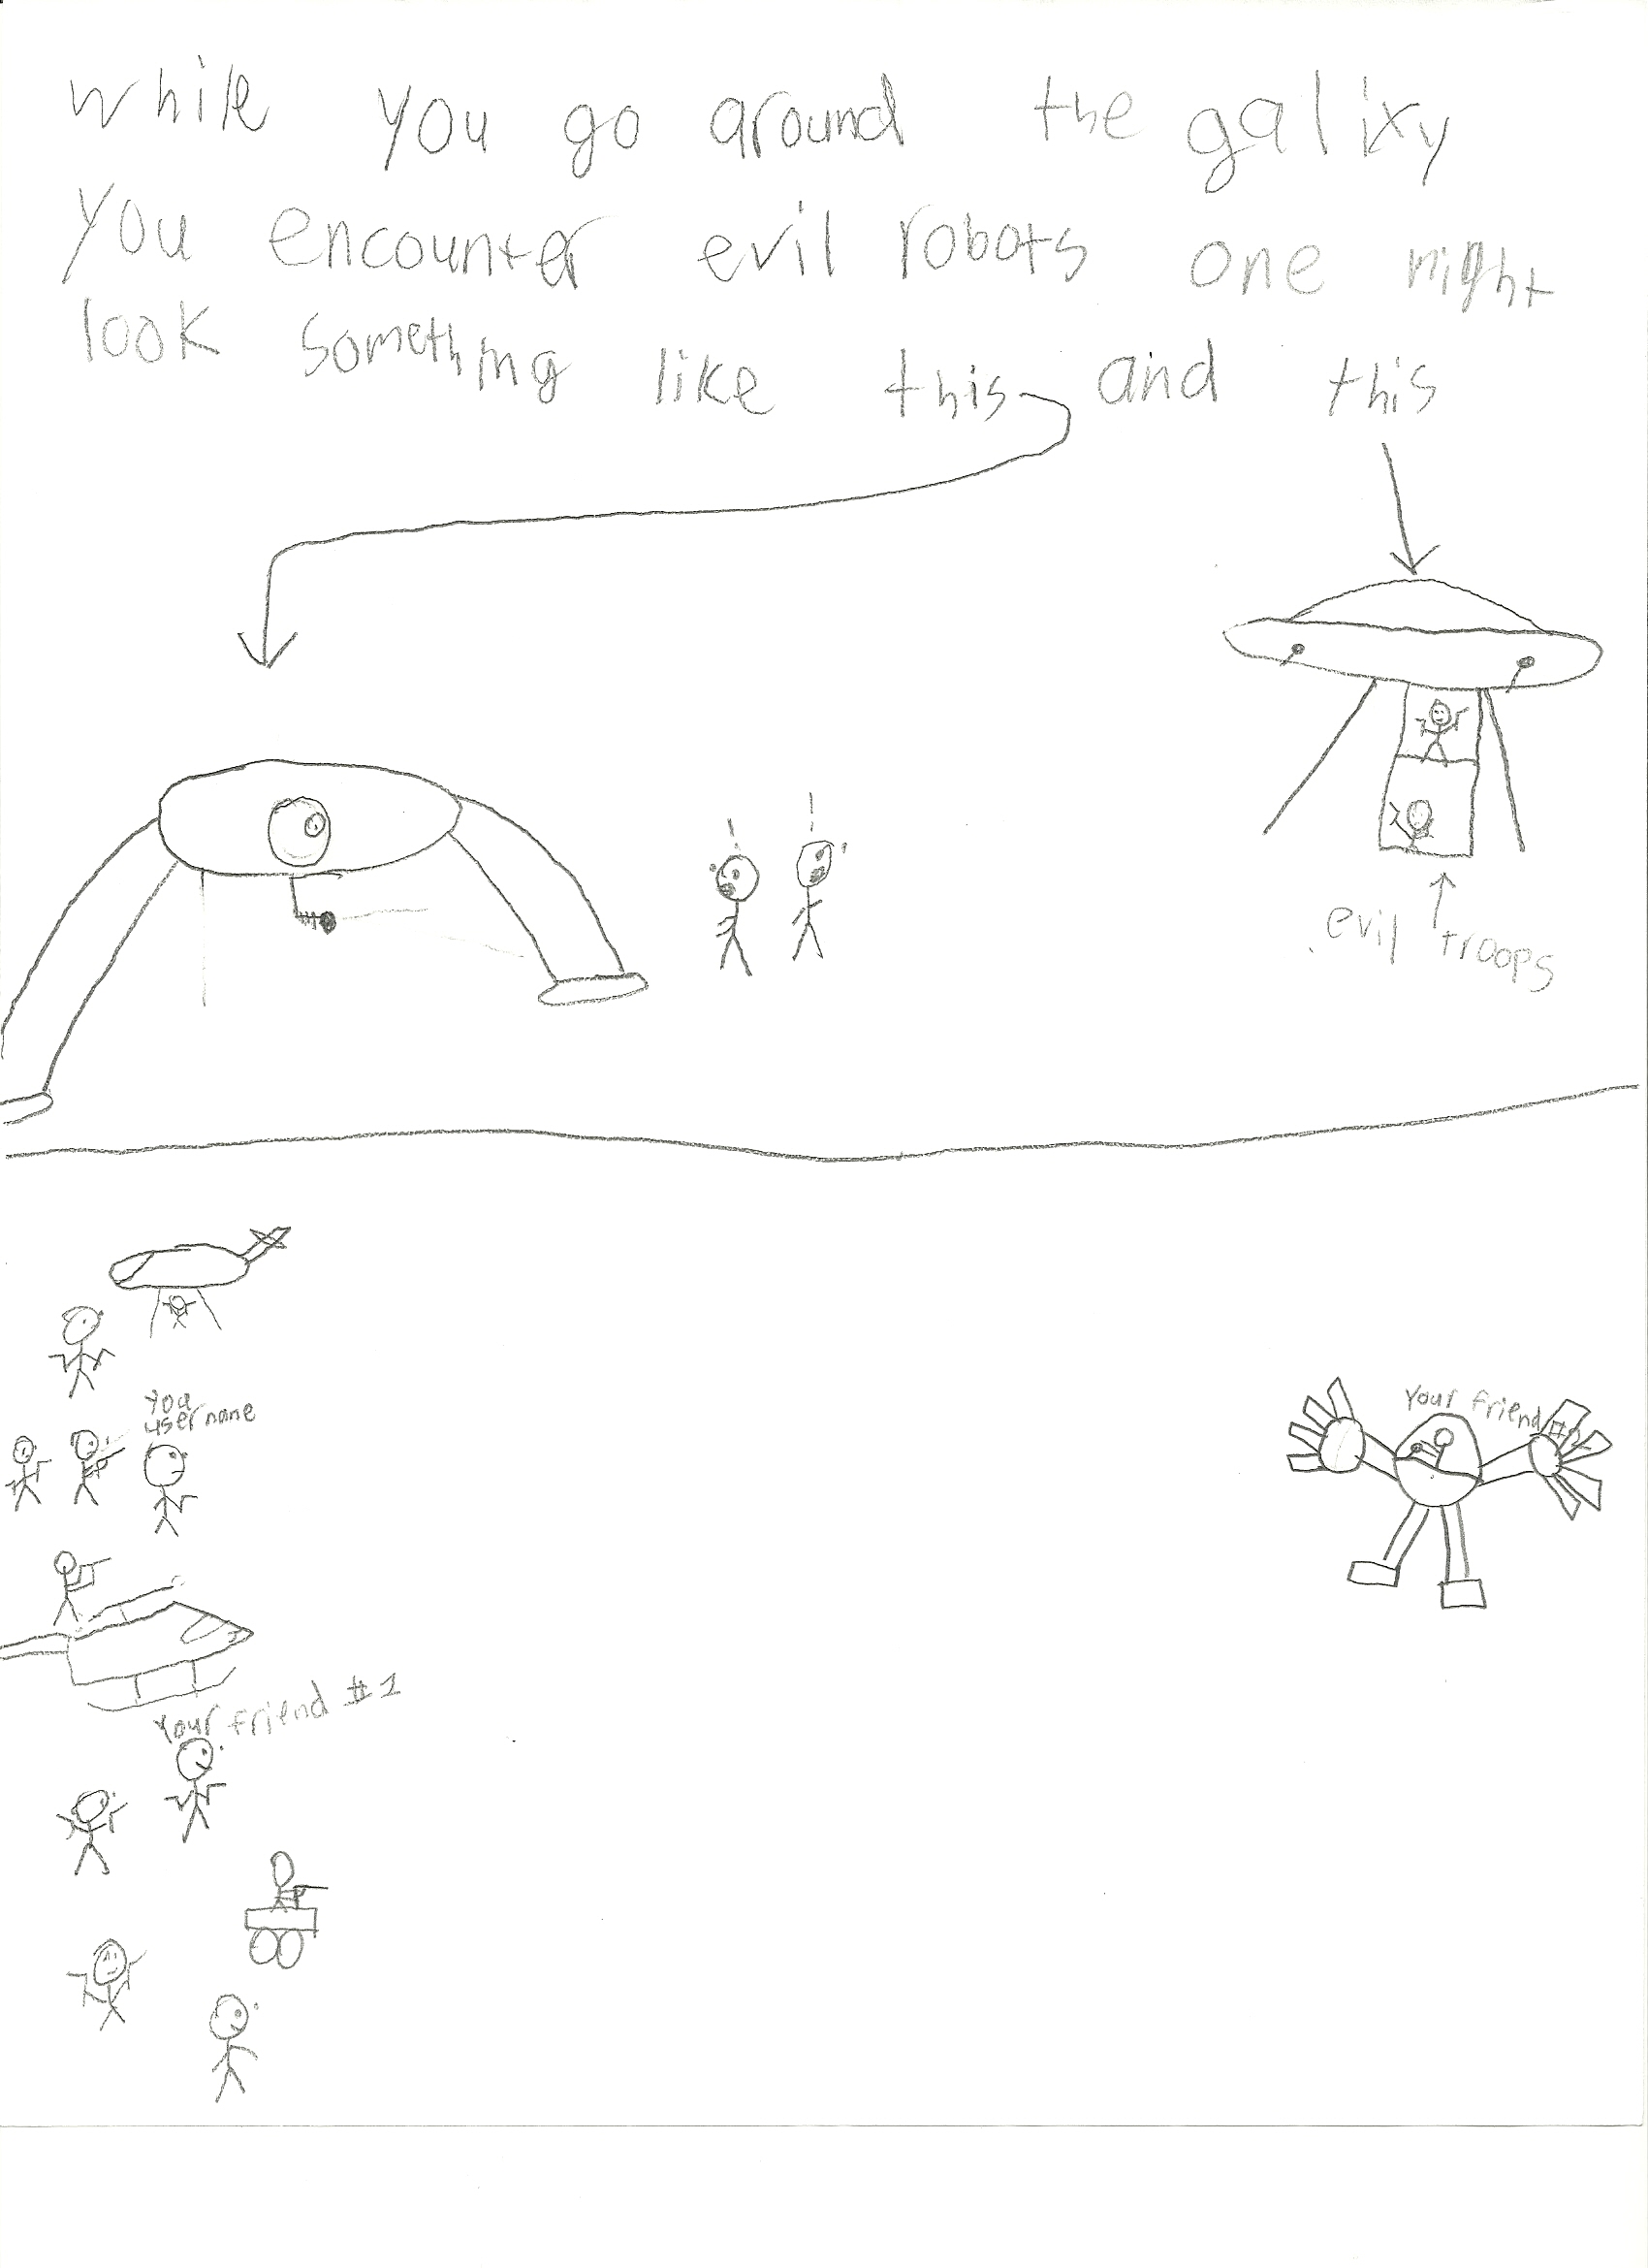 while you go around the galixy
you encounter evil robots one might
look something like this and this
evil troops
you
username
your friend #2
your friend #1